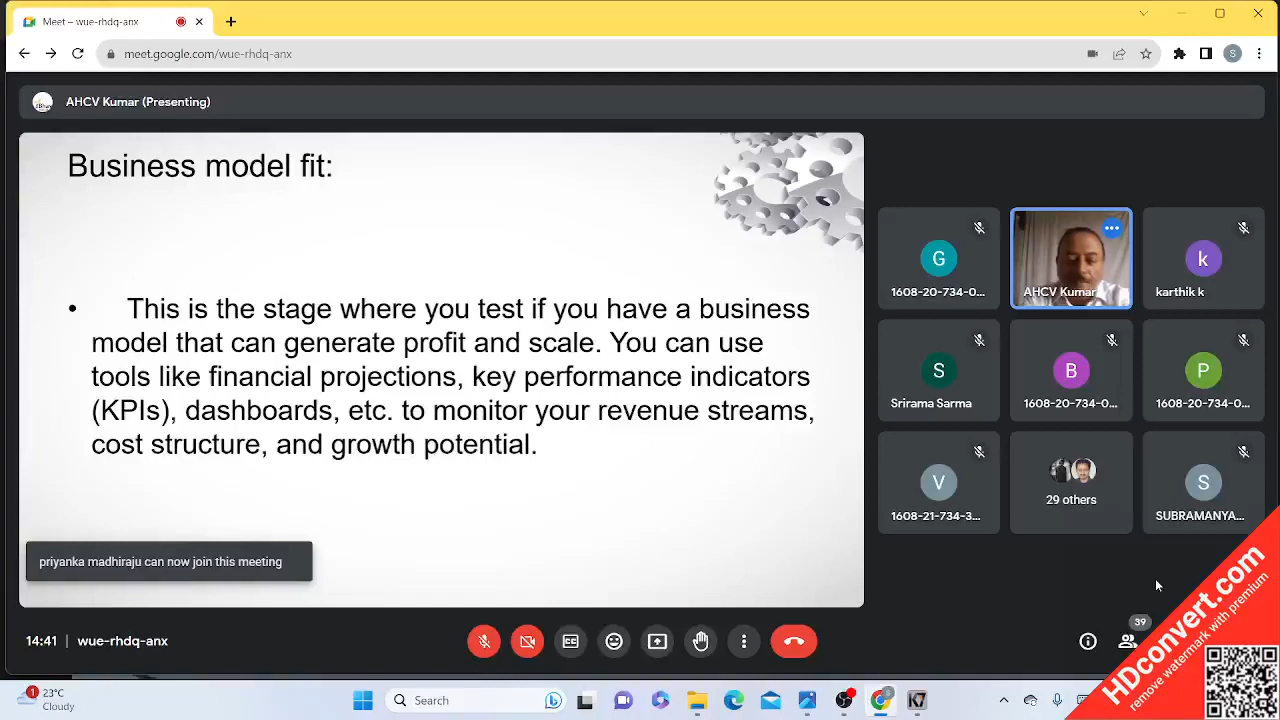 Meet – wue-rhdq-anx
meet.google.com/wue-rhdq-anx
S
AHCV Kumar (Presenting)
Business model fit:
• This is the stage where you test if you have a business
model that can generate profit and scale. You can use
tools like financial projections, key performance indicators
(KPIs), dashboards, etc. to monitor your revenue streams,
cost structure, and growth potential.
G
1608-20-734-0...
AHCV Kumar
k
karthik k
S
Srirama Sarma
B
1608-20-734-0...
P
1608-20-734-0...
V
1608-21-734-3...
29 others
S
SUBRAMANYA...
priyanka madhiraju can now join this meeting
14:41 | wue-rhdq-anx
39
HDconvert.com
remove watermark with premium
1
23°C
Cloudy
Search